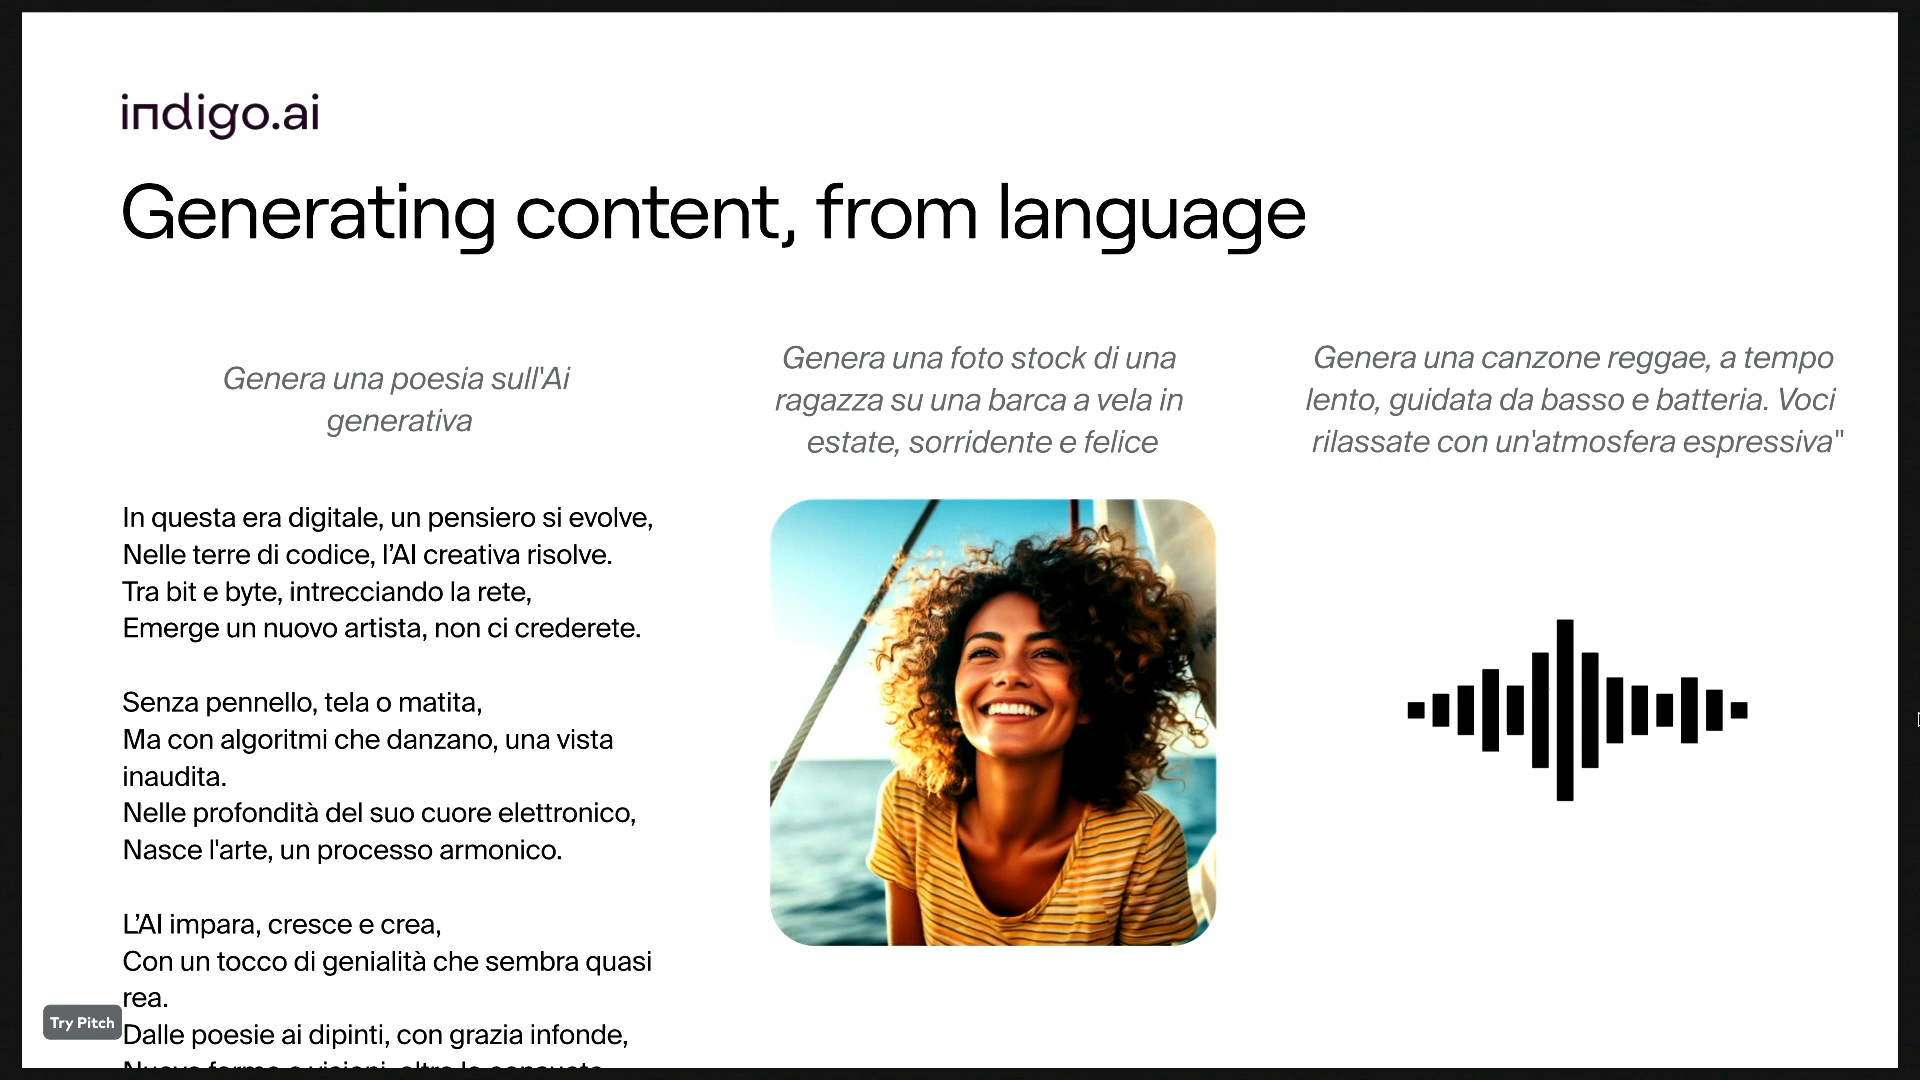 indigo.ai
Generating content, from language
Genera una poesia sull'Ai
generativa
In questa era digitale, un pensiero si evolve,
Nelle terre di codice, l’AI creativa risolve.
Tra bit e byte, intrecciando la rete,
Emerge un nuovo artista, non ci crederete.
Senza pennello, tela o matita,
Ma con algoritmi che danzano, una vista
inaudita.
Nelle profondità del suo cuore elettronico,
Nasce l'arte, un processo armonico.
L’AI impara, cresce e crea,
Con un tocco di genialità che sembra quasi
rea.
Dalle poesie ai dipinti, con grazia infonde,
Genera una foto stock di una
ragazza su una barca a vela in
estate, sorridente e felice
Genera una canzone reggae, a tempo
lento, guidata da basso e batteria. Voci
rilassate con un'atmosfera espressiva"
Try Pitch